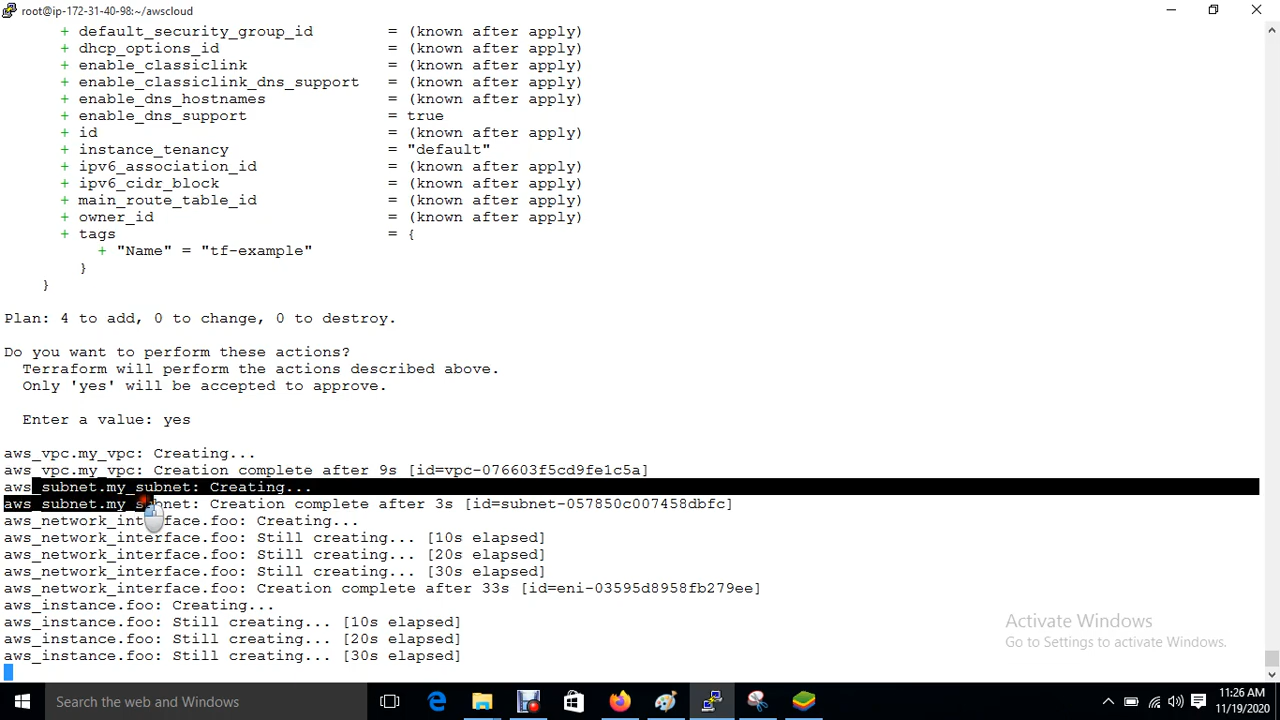 root@ip-172-31-40-98:~/awscloud
+ default_security_group_id = (known after apply)
+ dhcp_options_id = (known after apply)
+ enable_classiclink = (known after apply)
+ enable_classiclink_dns_support = (known after apply)
+ enable_dns_hostnames = (known after apply)
+ enable_dns_support = true
+ id = (known after apply)
+ instance_tenancy = "default"
+ ipv6_association_id = (known after apply)
+ ipv6_cidr_block = (known after apply)
+ main_route_table_id = (known after apply)
+ owner_id = (known after apply)
+ tags = {
+ "Name" = "tf-example"
}
}
Plan: 4 to add, 0 to change, 0 to destroy.
Do you want to perform these actions?
Terraform will perform the actions described above.
Only 'yes' will be accepted to approve.
Enter a value: yes
aws_vpc.my_vpc: Creating...
aws_vpc.my_vpc: Creation complete after 9s [id=vpc-076603f5cd9fe1c5a]
aws_subnet.my_subnet: Creating...
aws_subnet.my_subnet: Creation complete after 3s [id=subnet-057850c007458dbfc]
aws_network_interface.foo: Creating...
aws_network_interface.foo: Still creating... [10s elapsed]
aws_network_interface.foo: Still creating... [20s elapsed]
aws_network_interface.foo: Still creating... [30s elapsed]
aws_network_interface.foo: Creation complete after 33s [id=eni-03595d8958fb279ee]
aws_instance.foo: Creating...
aws_instance.foo: Still creating... [10s elapsed]
aws_instance.foo: Still creating... [20s elapsed]
aws_instance.foo: Still creating... [30s elapsed]
Activate Windows
Go to Settings to activate Windows.
Search the web and Windows
11:26 AM
11/19/2020